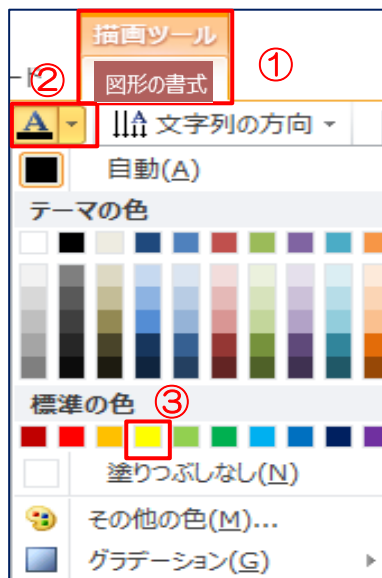 描画ツール
①
図形の書式
②
A
文字列の方向
自動(A)
テーマの色
標準の色
③
塗りつぶしなし(N)
その他の色(M)...
グラデーション(G)